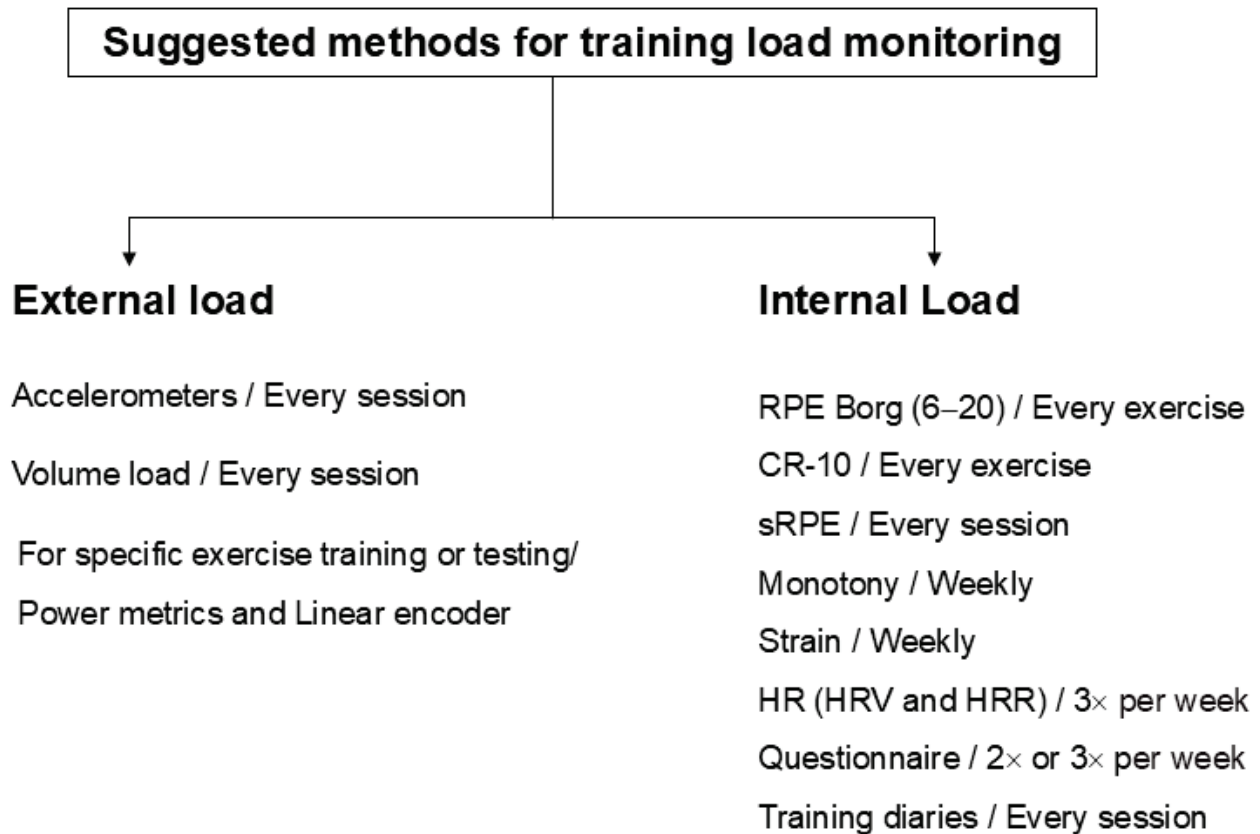 Suggested methods for training load monitoring
External load
Accelerometers / Every session
Volume load / Every session
For specific exercise training or testing/
Power metrics and Linear encoder
Internal Load
RPE Borg (6–20) / Every exercise
CR-10 / Every exercise
sRPE / Every session
Monotony / Weekly
Strain / Weekly
HR (HRV and HRR) / 3× per week
Questionnaire / 2× or 3× per week
Training diaries / Every session